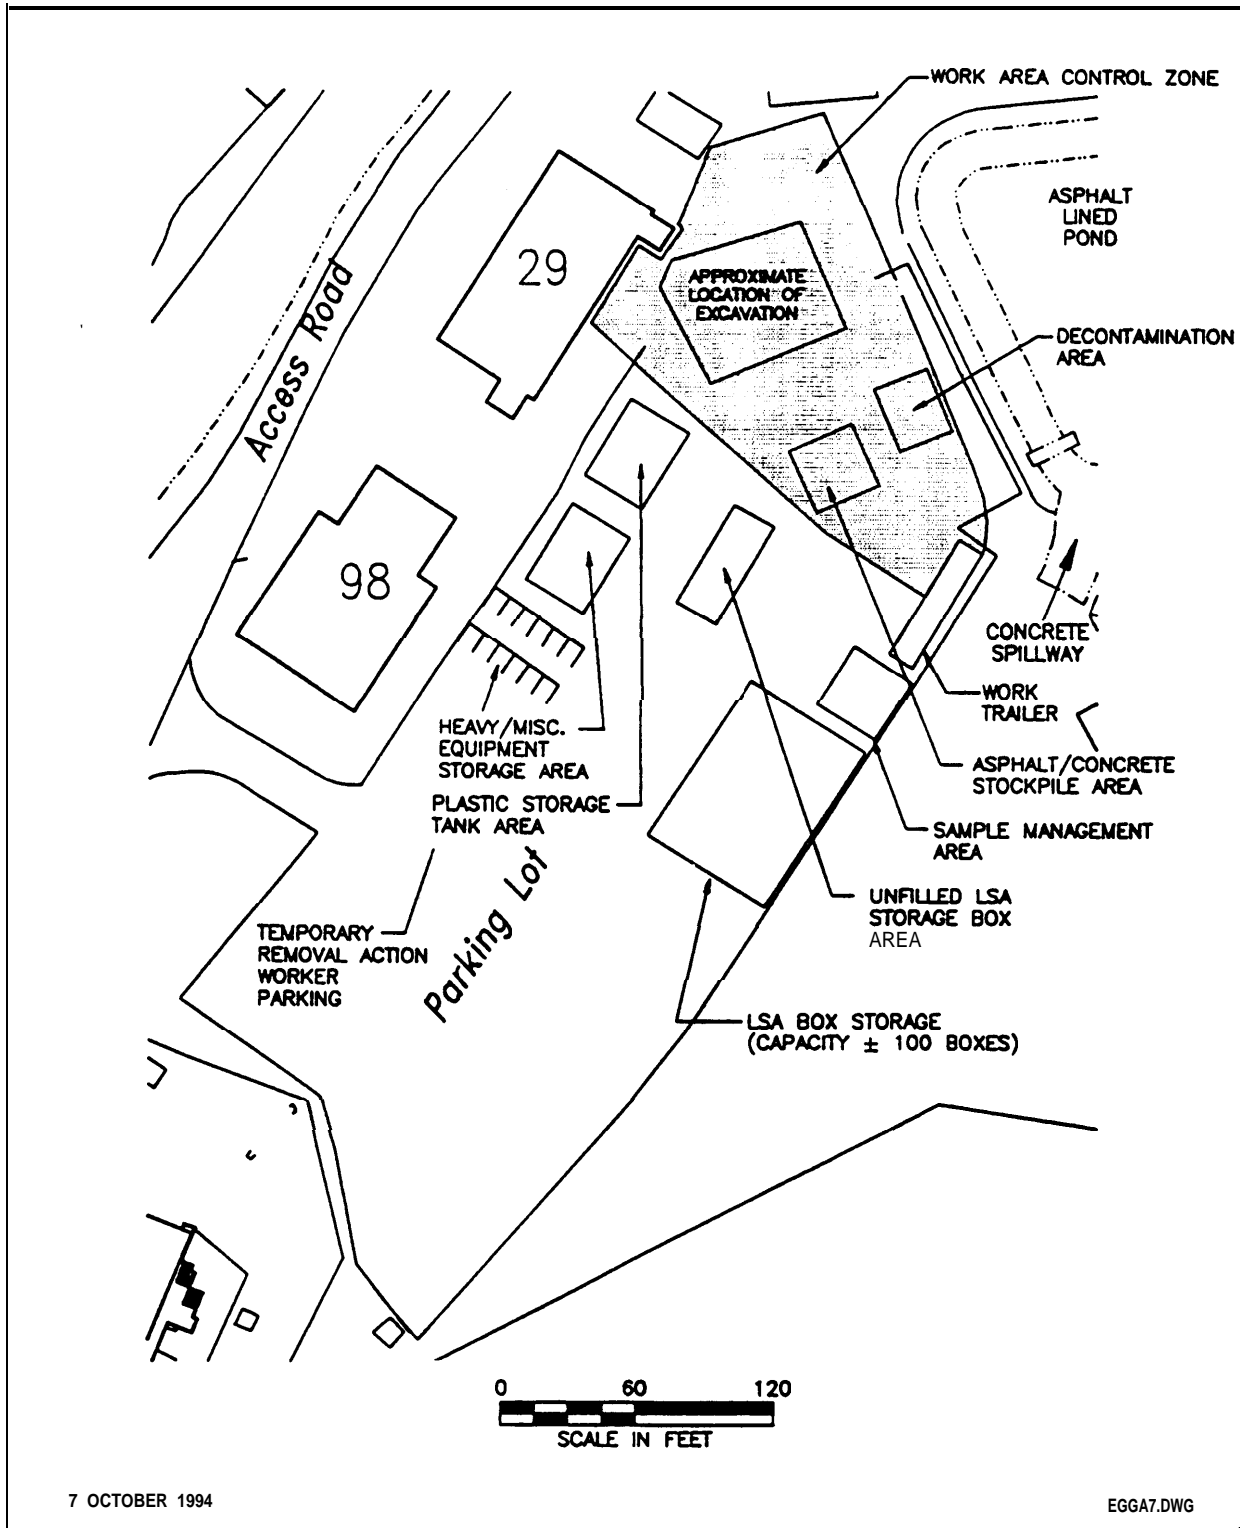 WORK AREA CONTROL ZONE
ASPHALT
LINED
POND
29
APPROXIMATE
LOCATION OF
EXCAVATION
Access Road
DECONTAMINATION
AREA
98
CONCRETE
SPILLWAY
WORK
TRAILER
HEAVY/MISC.
EQUIPMENT
STORAGE AREA
ASPHALT/CONCRETE
STOCKPILE AREA
PLASTIC STORAGE
TANK AREA
SAMPLE MANAGEMENT
AREA
Parking Lot
UNFILLED LSA
STORAGE BOX
AREA
TEMPORARY
REMOVAL ACTION
WORKER
PARKING
LSA BOX STORAGE
(CAPACITY ± 100 BOXES)
0 60 120
SCALE IN FEET
7 OCTOBER 1994
EGGA7.DWG